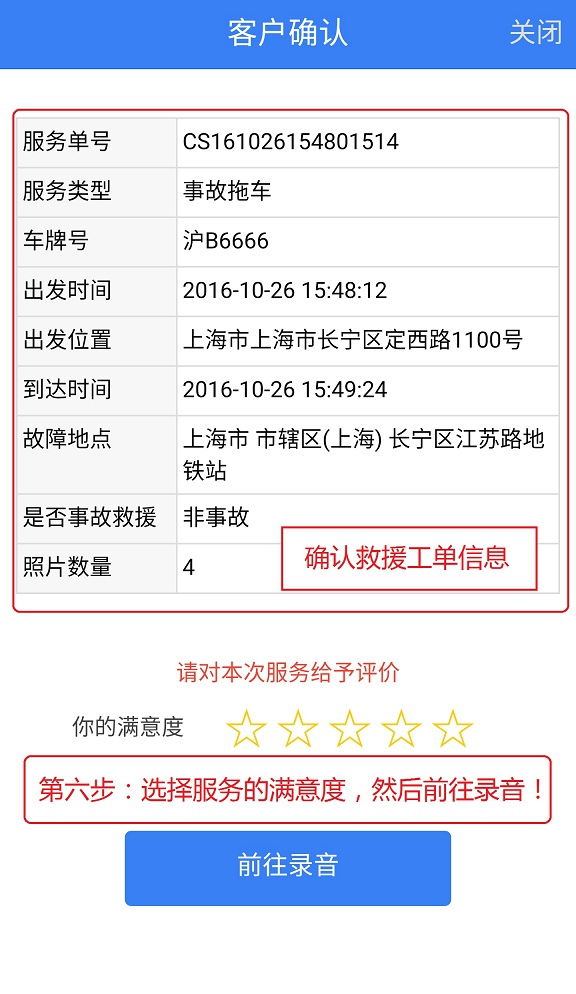 客户确认 关闭
服务单号 CS161026154801514
服务类型 事故拖车
车牌号 沪B6666
出发时间 2016-10-26 15:48:12
出发位置 上海市上海市长宁区定西路1100号
到达时间 2016-10-26 15:49:24
故障地点 上海市 市辖区(上海) 长宁区江苏路地
铁站
是否事故救援 非事故
照片数量 4
确认救援工单信息
请对本次服务给予评价
你的满意度
第六步：选择服务的满意度，然后前往录音！
前往录音